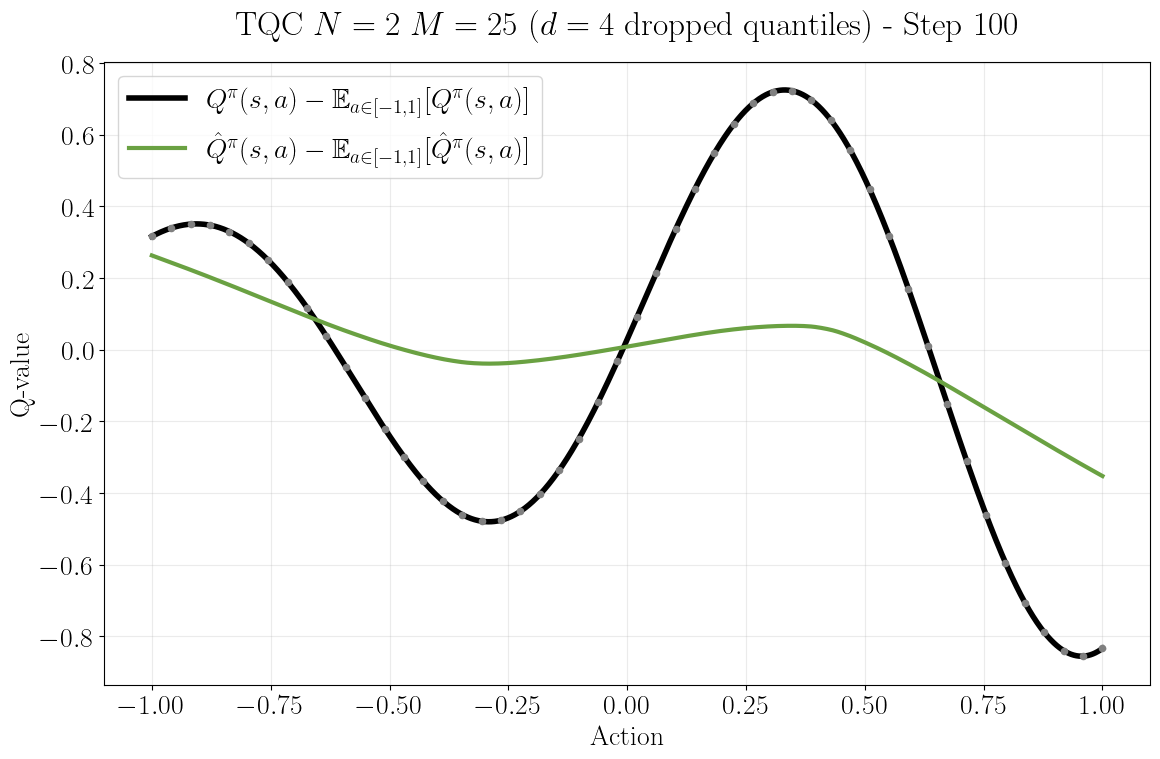 TQC N = 2 M = 25 (d = 4 dropped quantiles) - Step 100
Q^π(s, a) − 𝔼_{a∈[−1,1]}[Q^π(s, a)]
Q̂^π(s, a) − 𝔼_{a∈[−1,1]}[Q̂^π(s, a)]
0.8
0.6
0.4
0.2
0.0
−0.2
−0.4
−0.6
−0.8
Q-value
−1.00 −0.75 −0.50 −0.25 0.00 0.25 0.50 0.75 1.00
Action